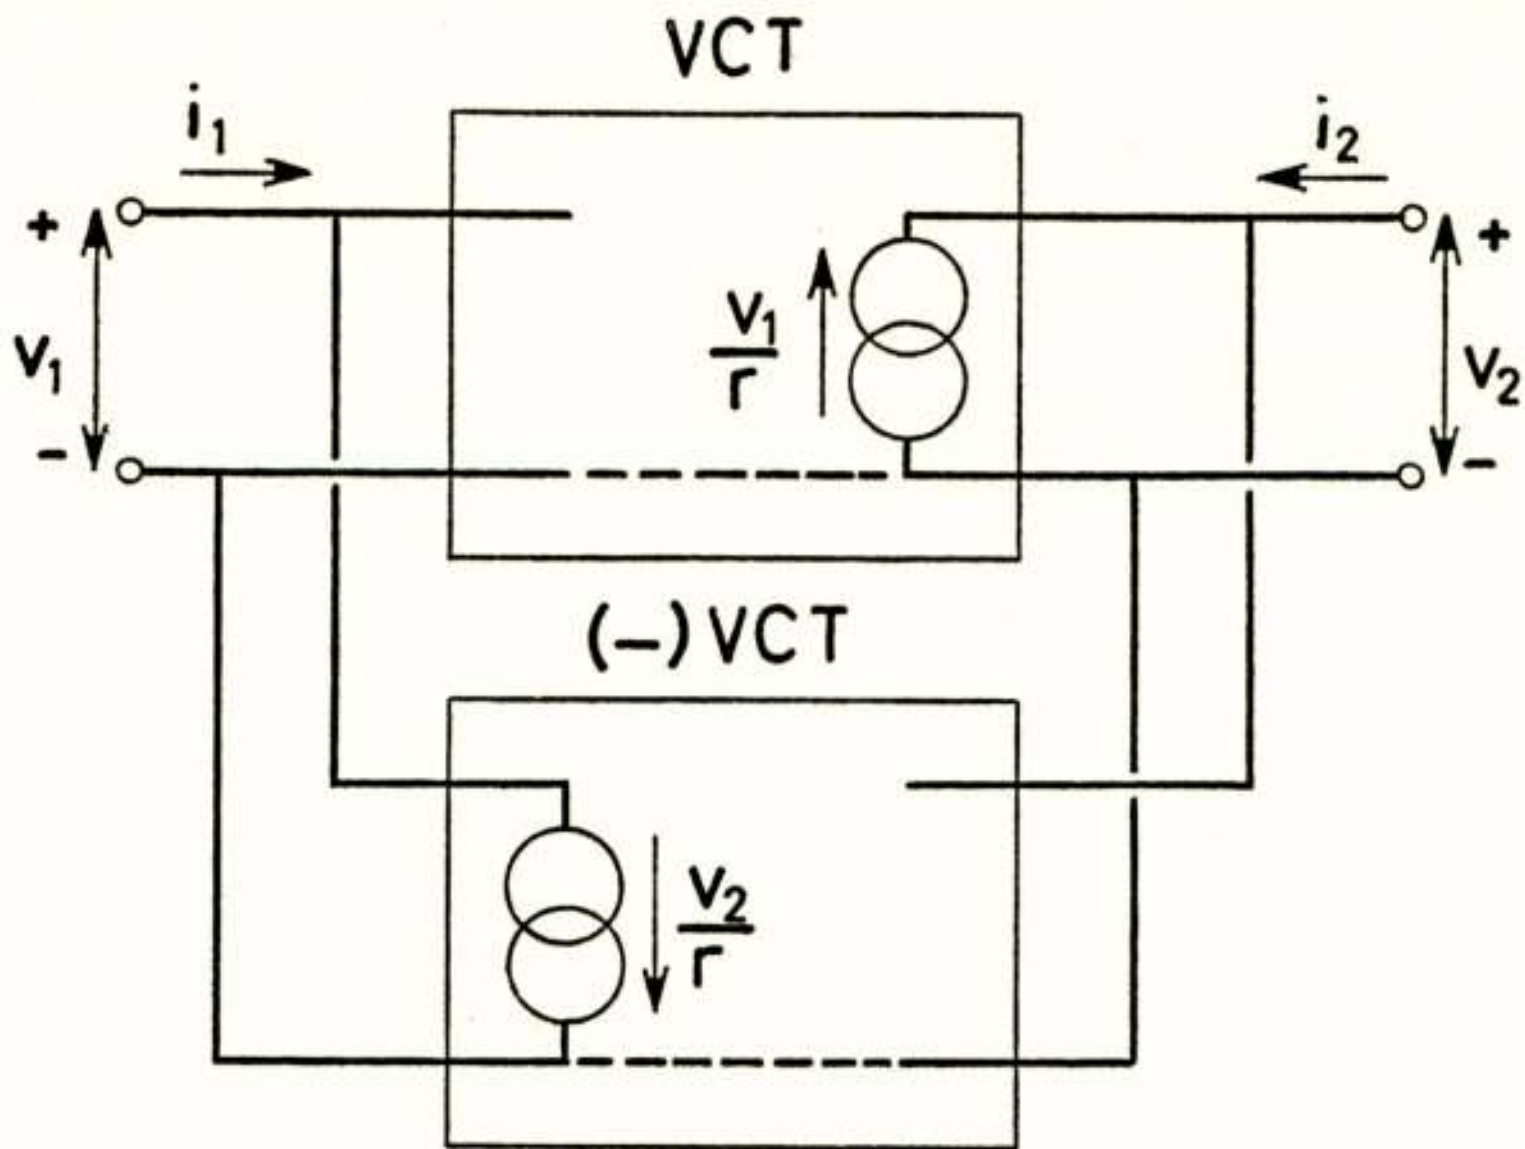 VCT
i₁
i₂
+
+
V₁
V₁/r
V₂
-
-
(-) VCT
V₂/r